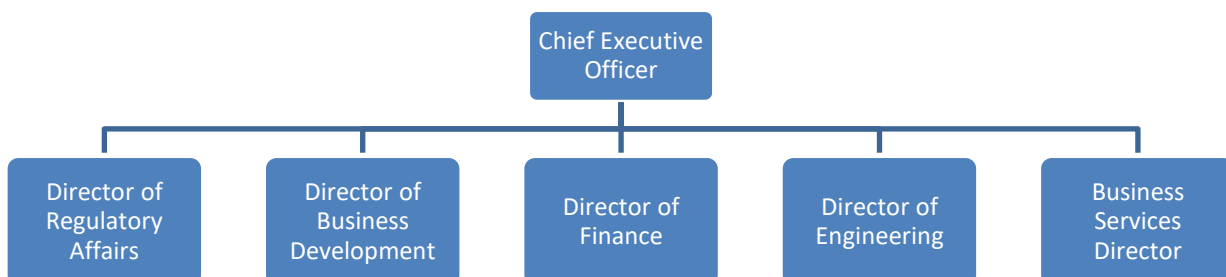 Chief Executive
Officer
Director of
Regulatory
Affairs
Director of
Business
Development
Director of
Finance
Director of
Engineering
Business
Services
Director